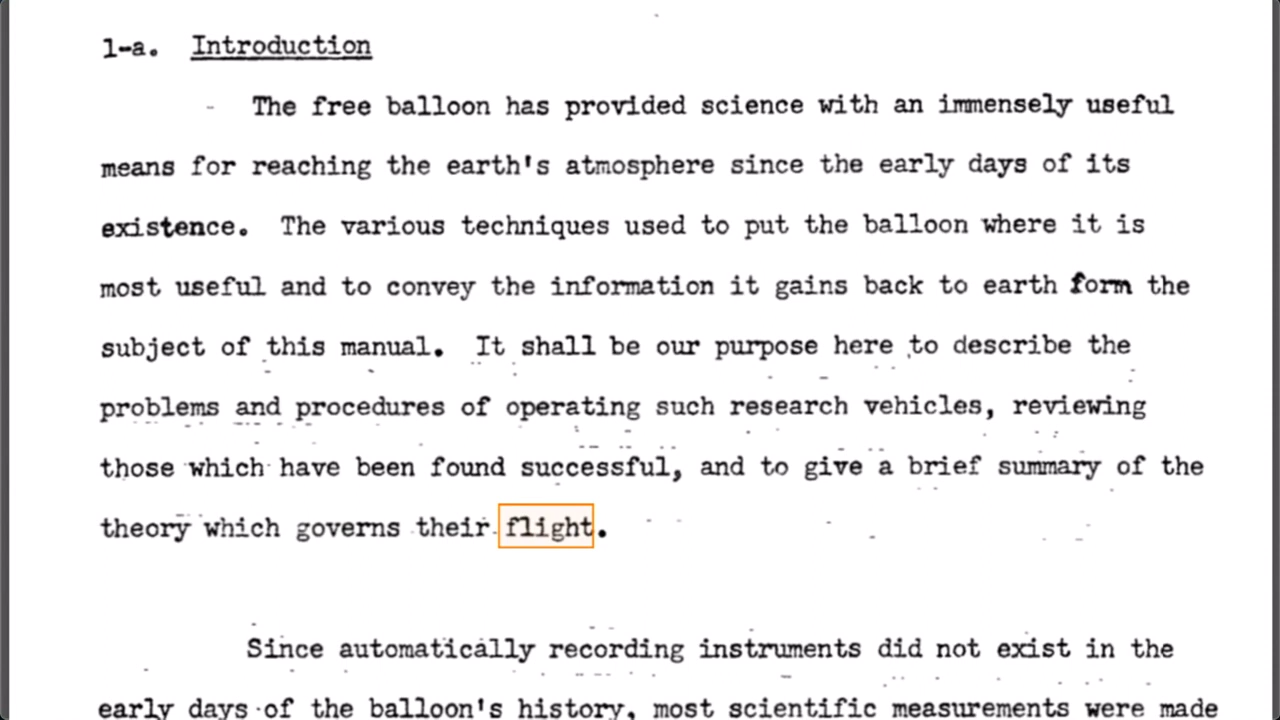 1-a. Introduction
The free balloon has provided science with an immensely useful
means for reaching the earth's atmosphere since the early days of its
existence. The various techniques used to put the balloon where it is
most useful and to convey the information it gains back to earth form the
subject of this manual. It shall be our purpose here to describe the
problems and procedures of operating such research vehicles, reviewing
those which have been found successful, and to give a brief summary of the
theory which governs their flight.
Since automatically recording instruments did not exist in the
early days of the balloon's history, most scientific measurements were made